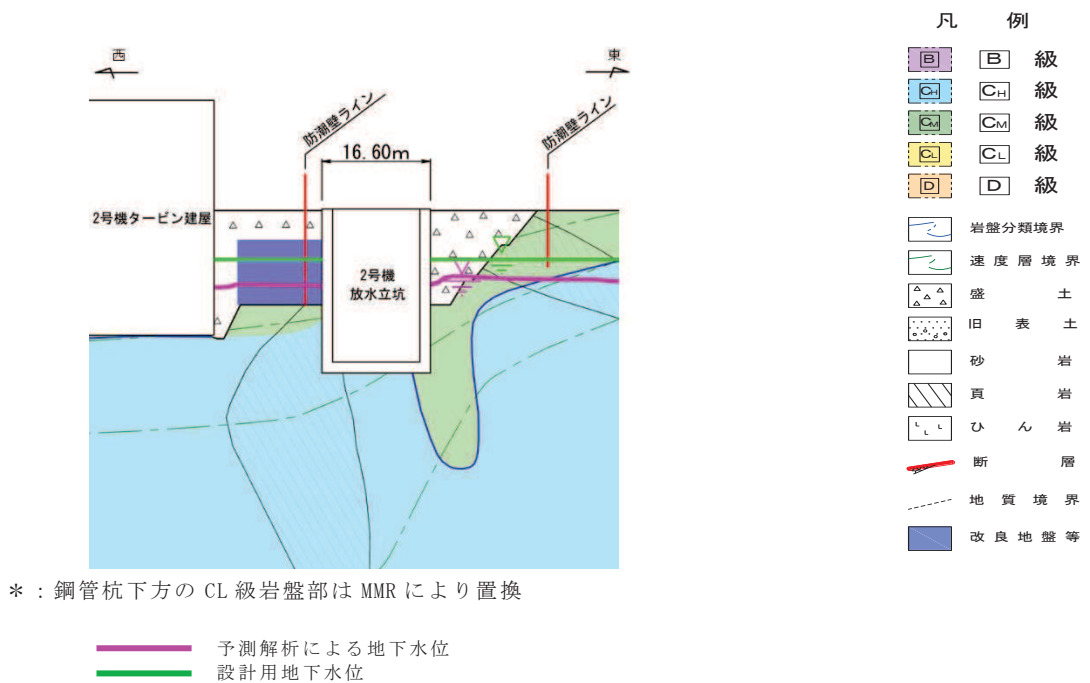 西
東
防潮壁ライン
防潮壁ライン
16.60m
2号機タービン建屋
2号機
放水立坑
凡 例
B B 級
CH CH 級
CM CM 級
CL CL 級
D D 級
岩盤分類境界
速度層境界
盛土
旧表土
砂岩
頁岩
ひん岩
断層
地質境界
改良地盤等
*:鋼管杭下方の CL 級岩盤部は MMR により置換
予測解析による地下水位
設計用地下水位